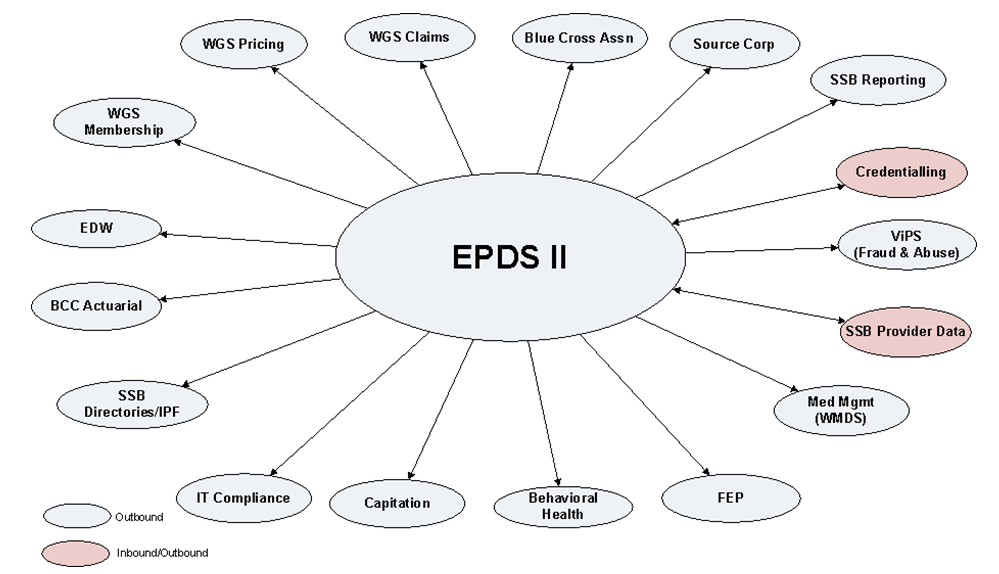 WGS Pricing
WGS Claims
Blue Cross Assn
Source Corp
SSB Reporting
WGS
Membership
Credentialling
EDW
EPDS II
ViPS
(Fraud & Abuse)
BCC Actuarial
SSB Provider Data
SSB
Directories/IPF
Med Mgmt
(WMDS)
IT Compliance
Capitation
Behavioral
Health
FEP
Outbound
Inbound/Outbound